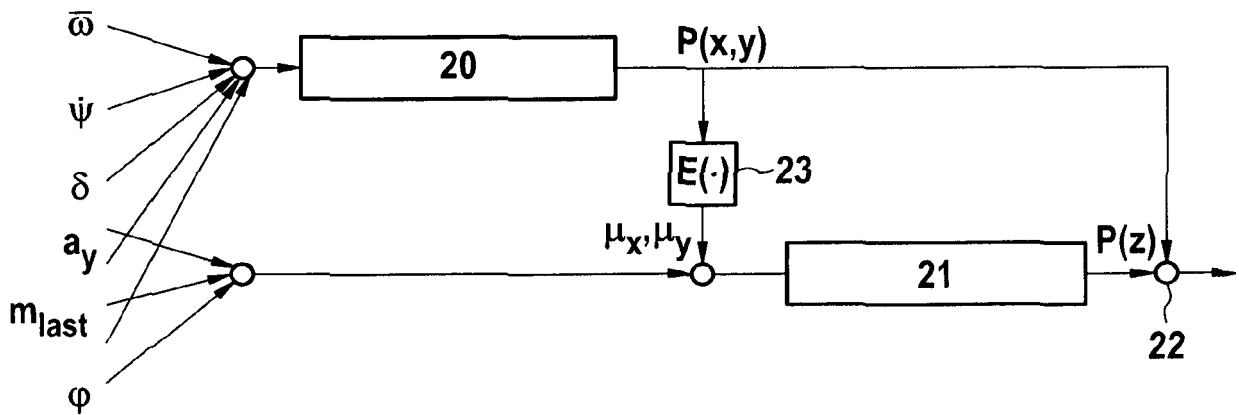 ω̅
ψ̇
δ
a_y
m_last
φ
20
P(x,y)
E(·)
23
μ_x,μ_y
21
P(z)
22